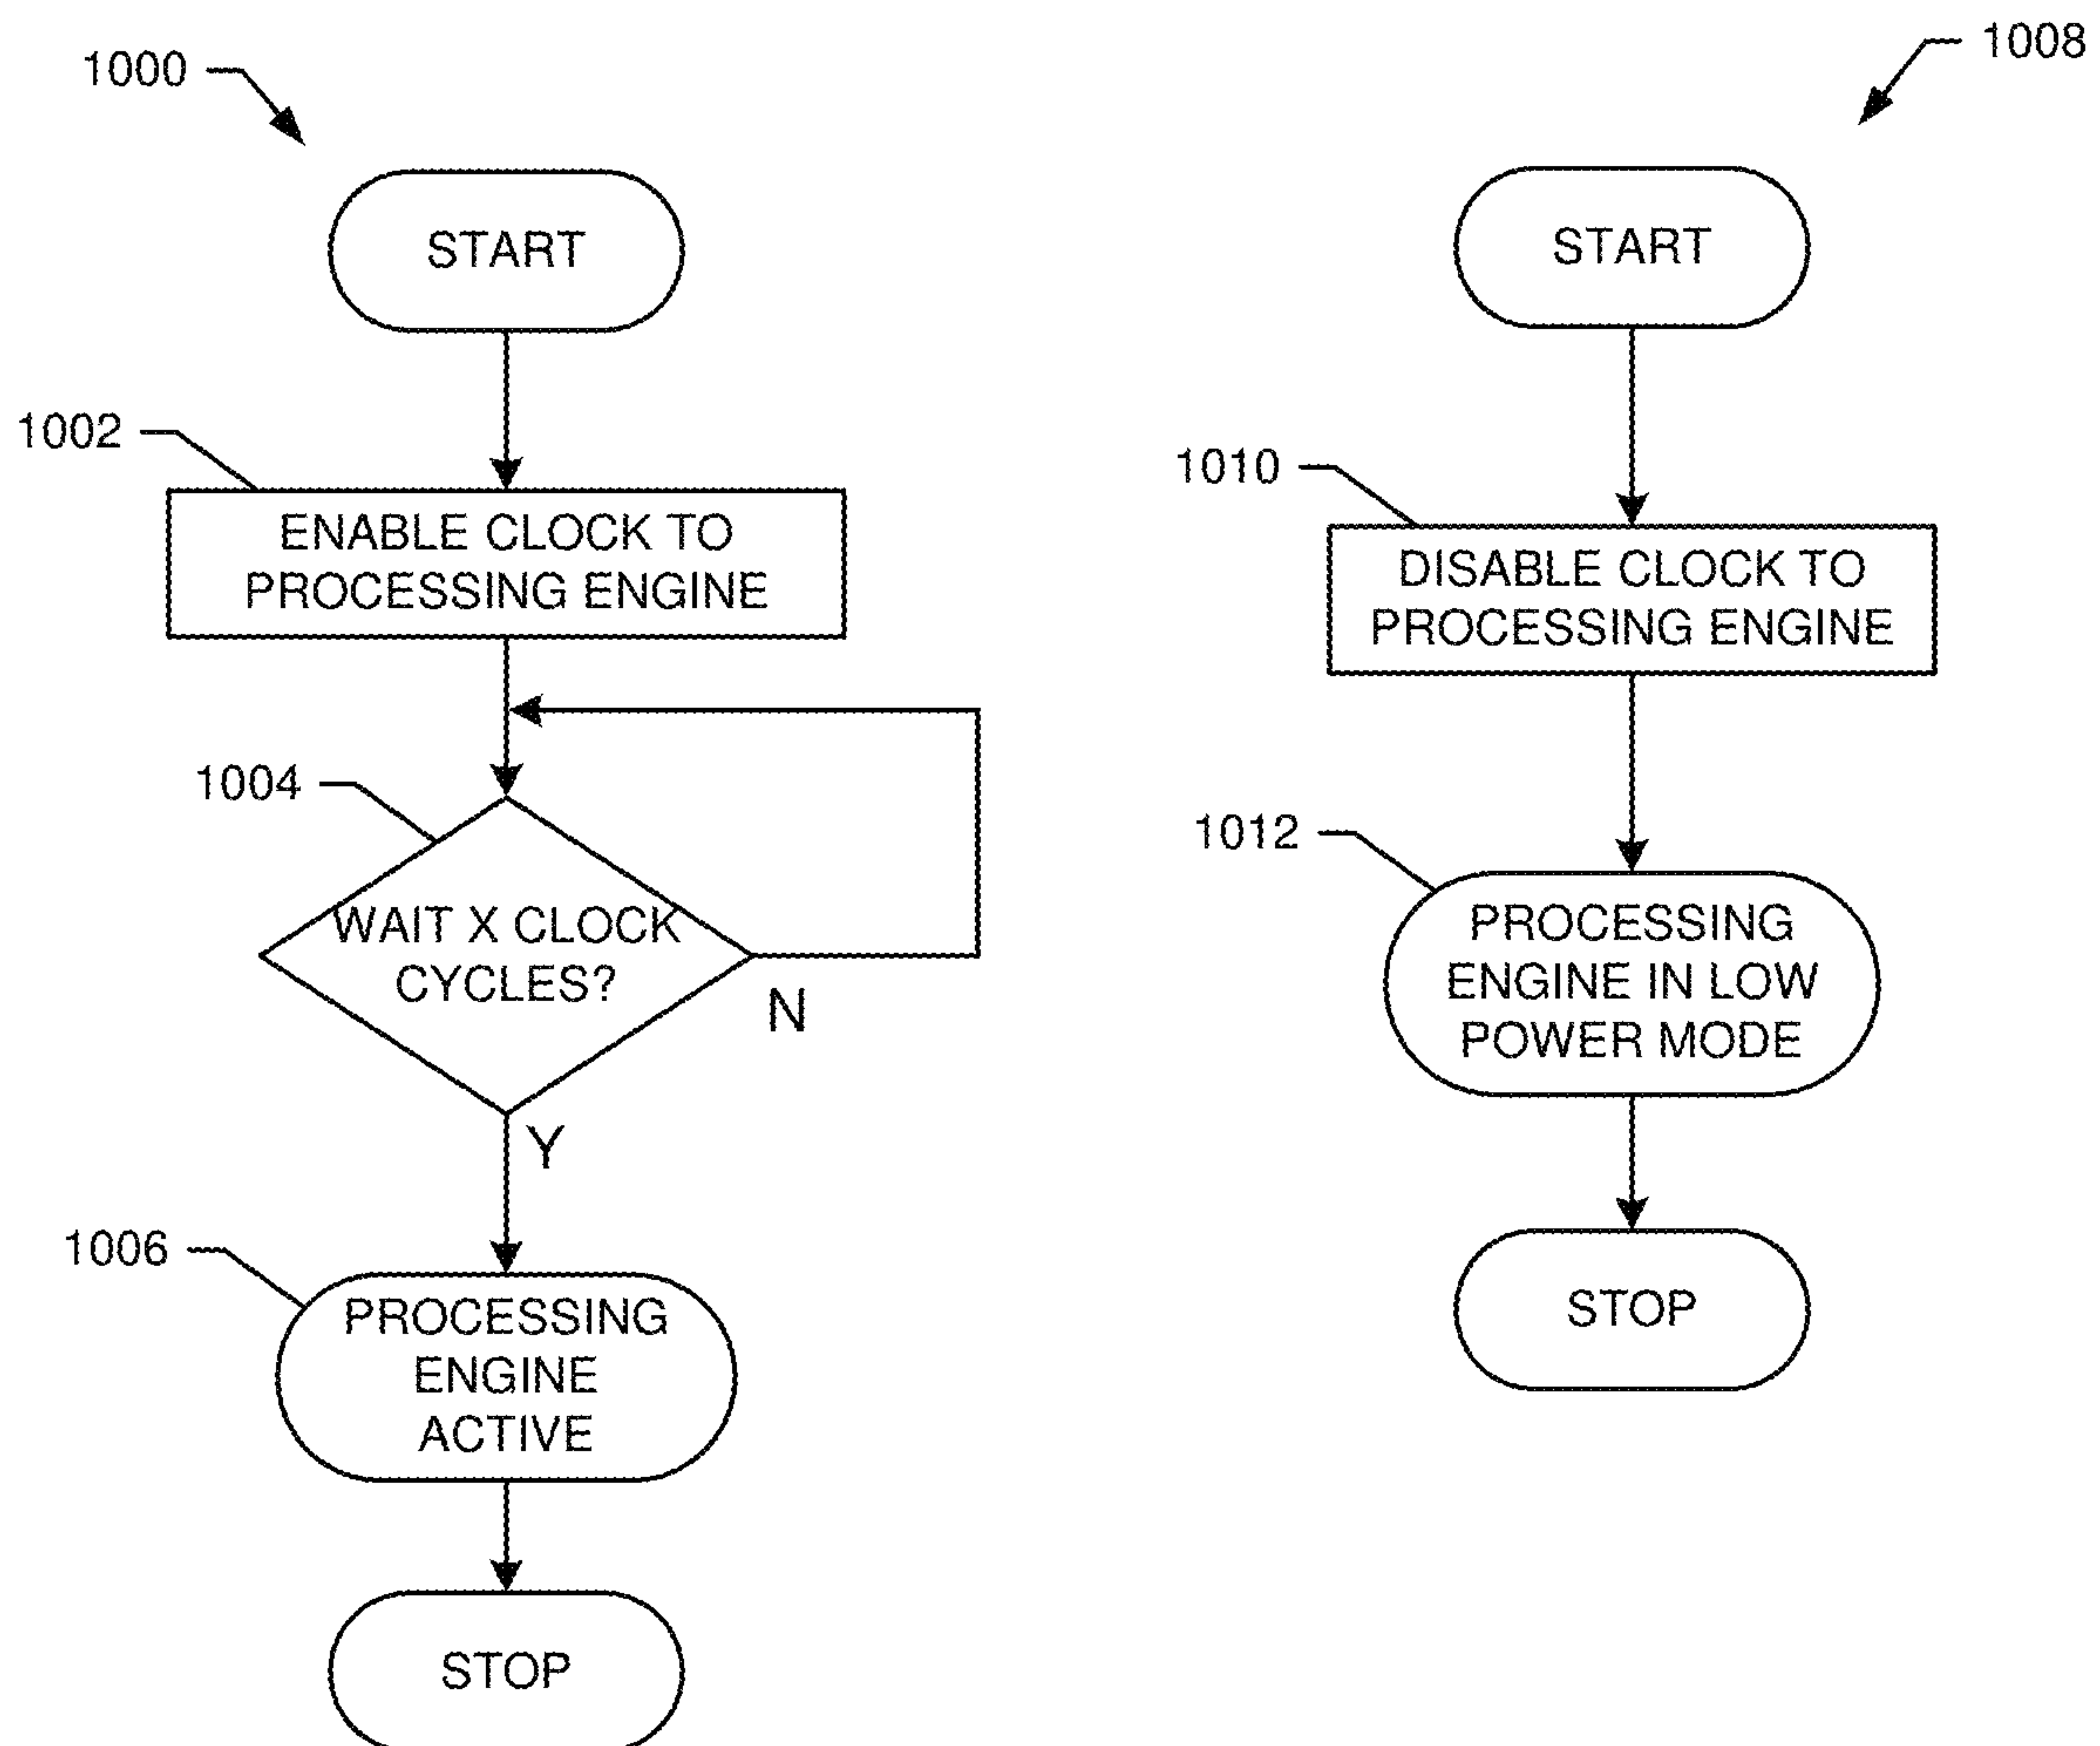 1000
START
1002
ENABLE CLOCK TO
PROCESSING ENGINE
1004
WAIT X CLOCK
CYCLES?
N
Y
1006
PROCESSING
ENGINE
ACTIVE
STOP
1008
START
1010
DISABLE CLOCK TO
PROCESSING ENGINE
1012
PROCESSING
ENGINE IN LOW
POWER MODE
STOP